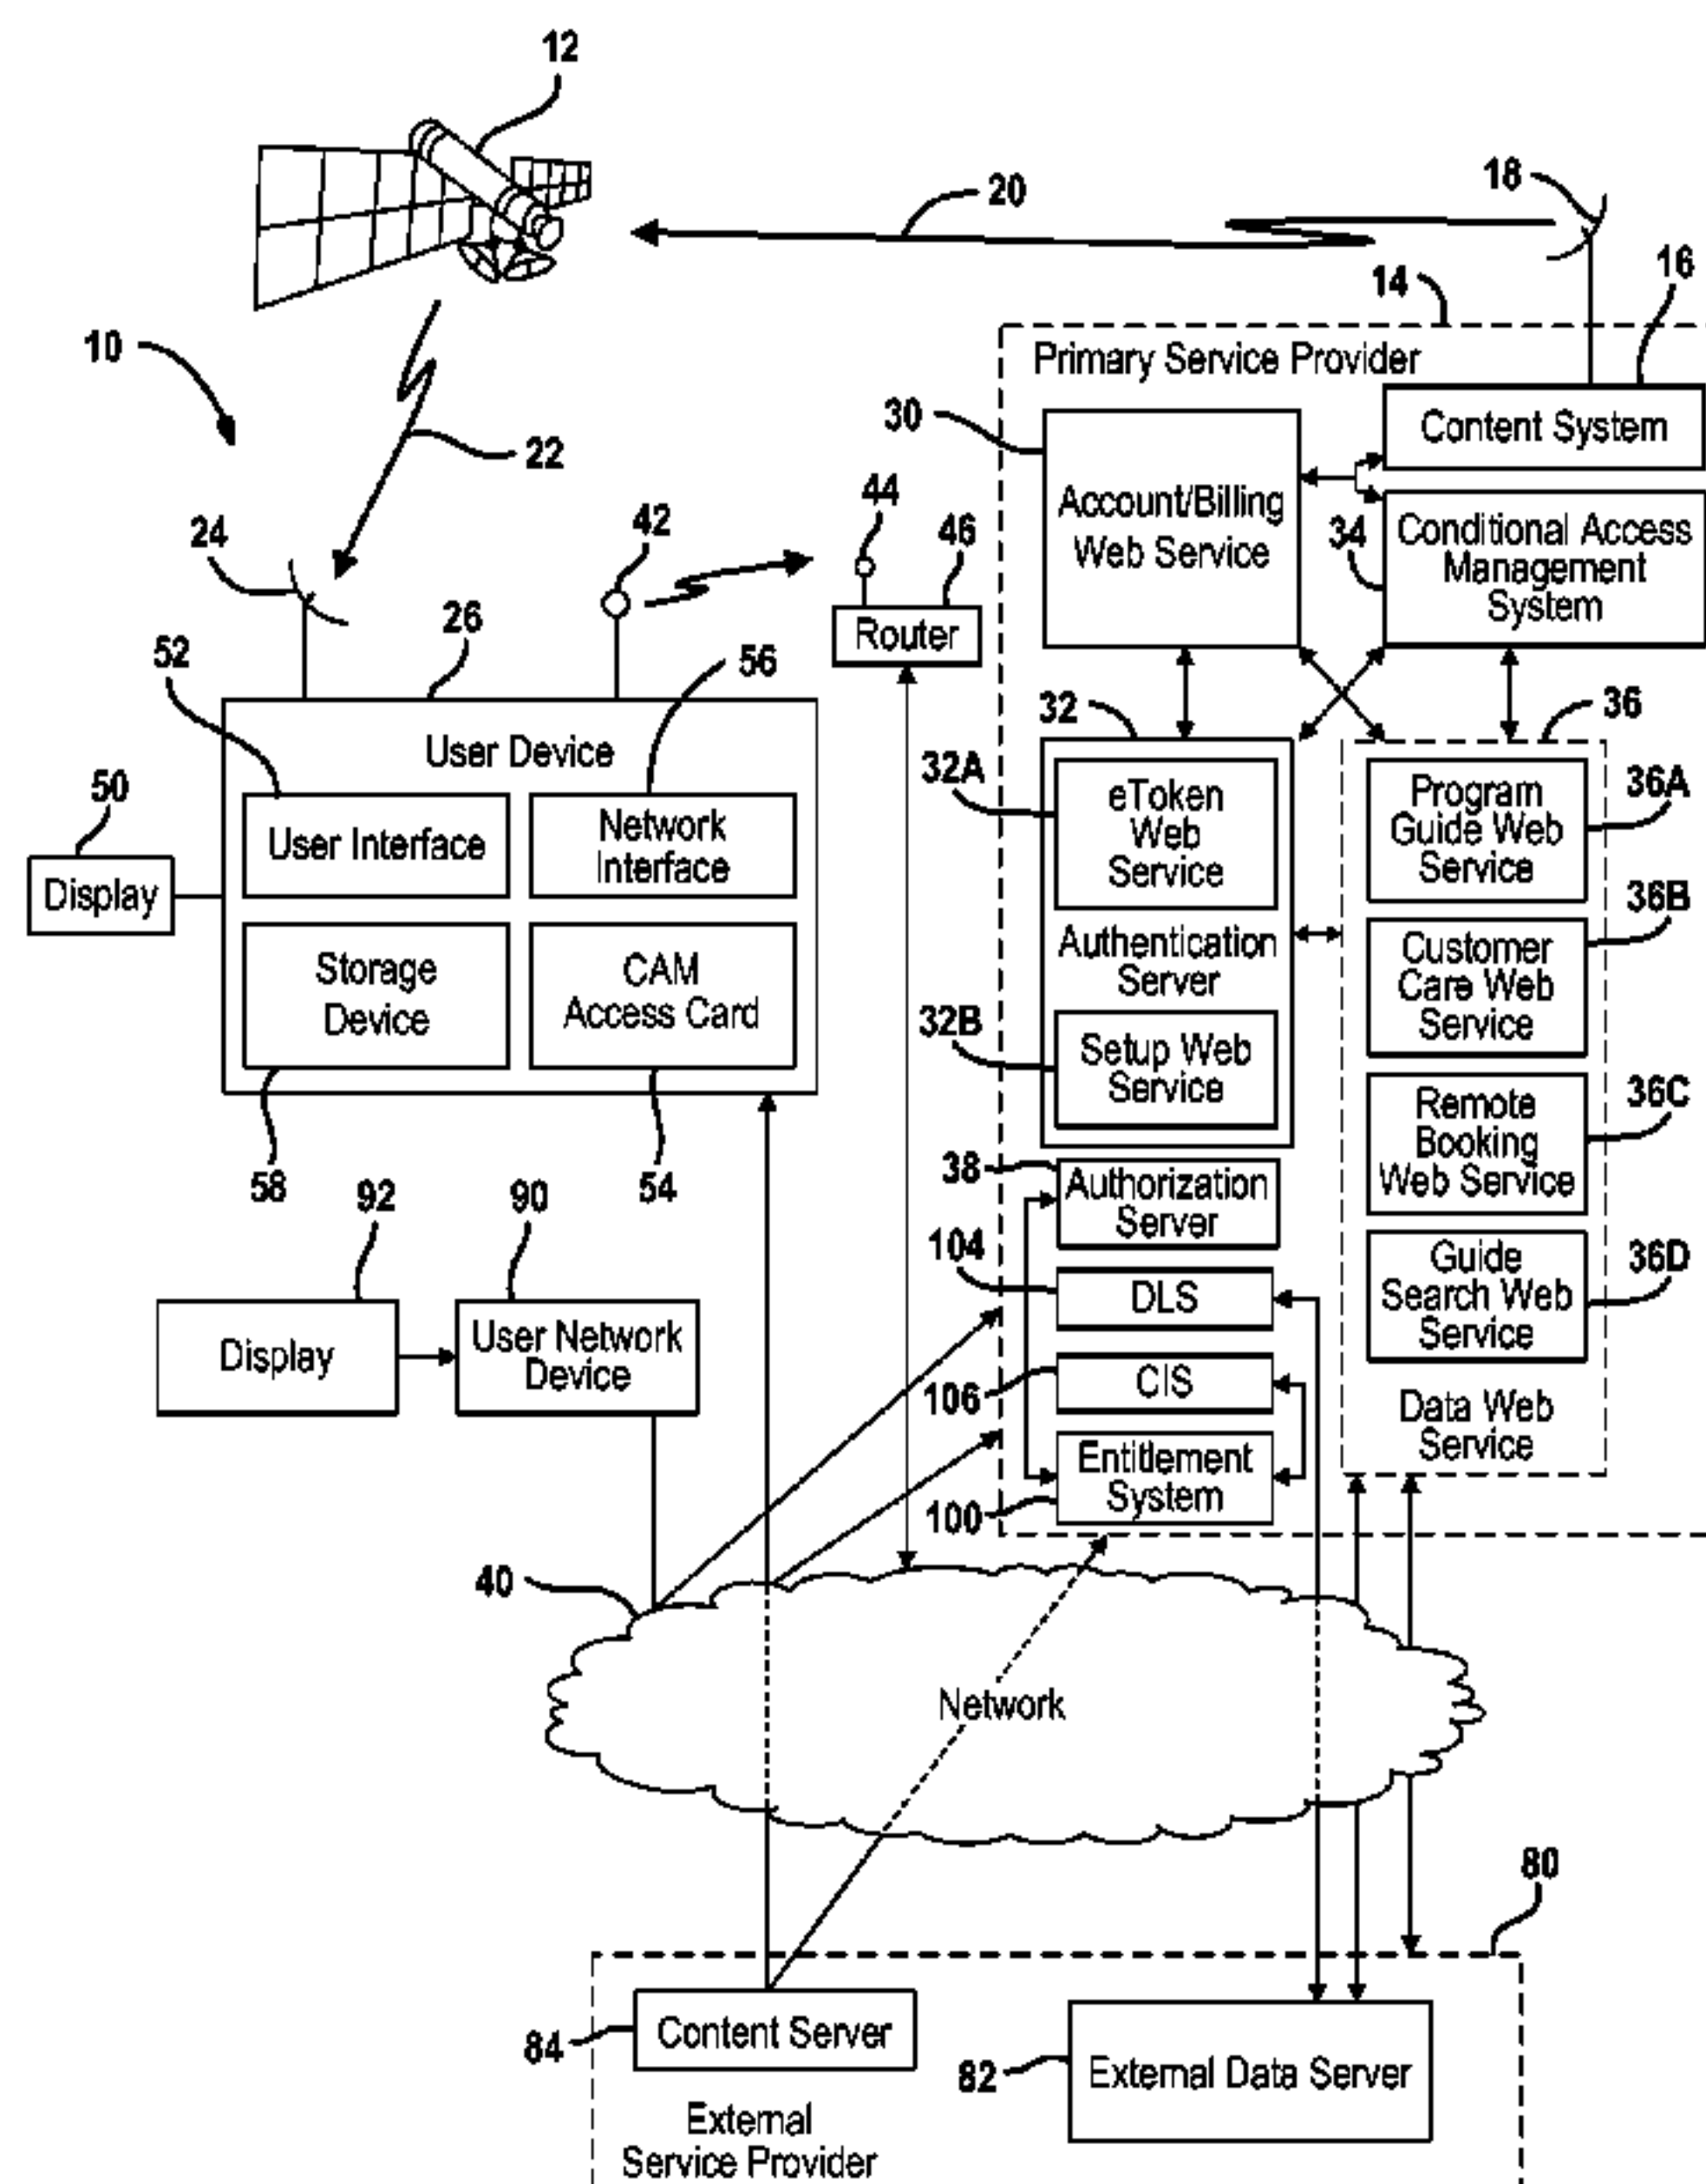 12
20
18
16
14
10
Primary Service Provider
30
Content System
22
44
46
42
24
Account/Billing
Web Service
34
Conditional Access
Management
System
Router
26
52
56
32
36
User Device
50
32A
eToken
Web
Service
Program
Guide Web
Service
36A
User Interface
Network
Interface
Display
36B
Authentication
Server
Customer
Care Web
Service
Storage
Device
CAM
Access Card
32B
Setup Web
Service
36C
Remote
Booking
Web Service
58
54
38
Authorization
Server
92
90
104
DLS
Guide
Search Web
Service
36D
Display
User Network
Device
106
CIS
Data Web
Service
Entitlement
System
100
40
Network
80
84
Content Server
82
External Data Server
External
Service Provider